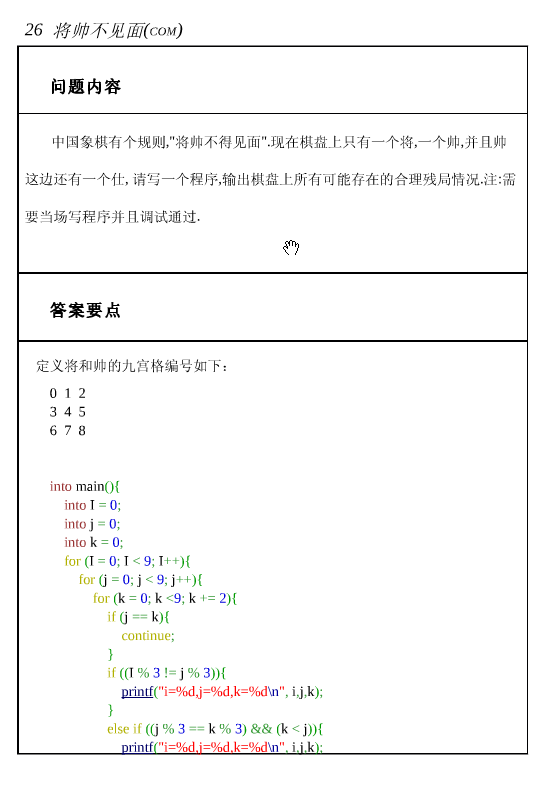 26 将帅不见面(COM)
问题内容
中国象棋有个规则,"将帅不得见面".现在棋盘上只有一个将,一个帅,并且帅
这边还有一个仕, 请写一个程序,输出棋盘上所有可能存在的合理残局情况.注:需
要当场写程序并且调试通过.
答案要点
定义将和帅的九宫格编号如下：
0 1 2
3 4 5
6 7 8
into main(){
into I = 0;
into j = 0;
into k = 0;
for (I = 0; I < 9; I++){
for (j = 0; j < 9; j++){
for (k = 0; k <9; k += 2){
if (j == k){
continue;
}
if ((I % 3 != j % 3)){
printf("i=%d,j=%d,k=%d\n", i,j,k);
}
else if ((j % 3 == k % 3) && (k < j)){
printf("i=%d,j=%d,k=%d\n", i,j,k);